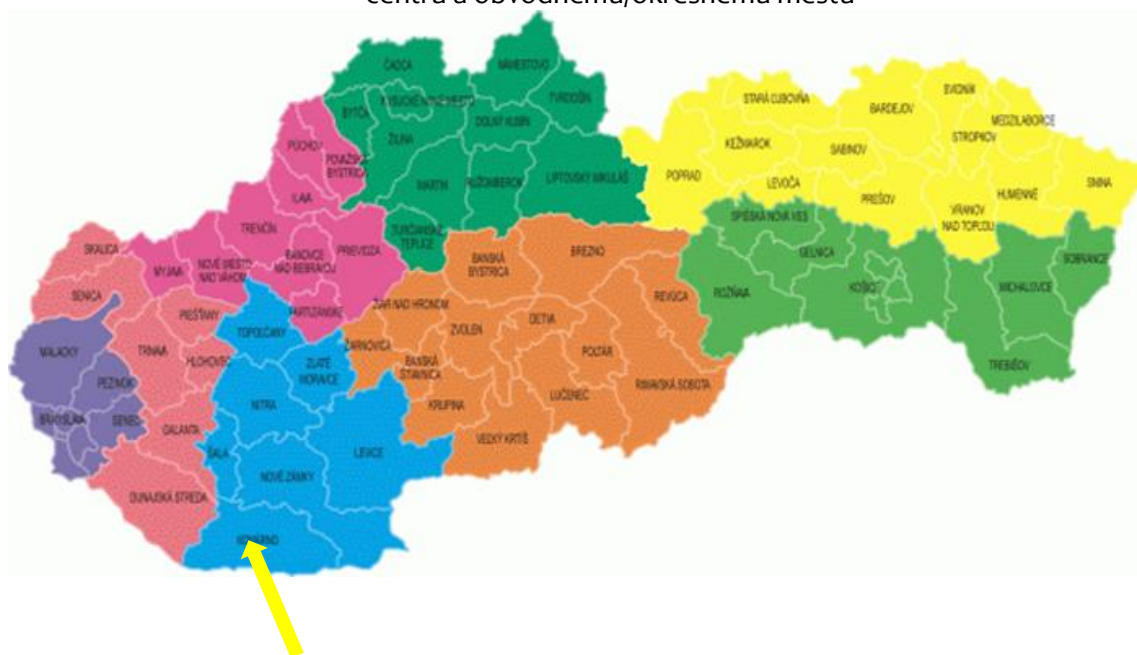 centru a obvodnému/okresnému mestu
ČADCA
NÁMESTOVO
KYSUCKÉ NOVÉ MESTO
TVRDOŠÍN
BYTČA
DOLNÝ KUBÍN
ŽILINA
MARTIN
RUŽOMBEROK
LIPTOVSKÝ MIKULÁŠ
TURČIANSKE
TEPLICE
STARÁ ĽUBOVŇA
BARDEJOV
SVIDNÍK
MEDZILABORCE
STROPKOV
KEŽMAROK
SABINOV
POPRAD
LEVOČA
PREŠOV
HUMENNÉ
SNINA
VRANOV
NAD TOPĽOU
PÚCHOV
POVAŽSKÁ
BYSTRICA
ILAVA
TRENČÍN
BÁNOVCE
NAD BEBRAVOU
PRIEVIDZA
MYJAVA
NOVÉ MESTO
NAD VÁHOM
PARTIZÁNSKE
SPIŠSKÁ NOVÁ VES
GELNICA
ROŽŇAVA
KOŠICE
MICHALOVCE
SOBRANCE
TREBIŠOV
BANSKÁ
BYSTRICA
BREZNO
ŽIAR NAD HRONOM
REVÚCA
ZVOLEN
DETVA
ŽARNOVICA
BANSKÁ
ŠTIAVNICA
POLTÁR
KRUPINA
LUČENEC
RIMAVSKÁ SOBOTA
VEĽKÝ KRTÍŠ
SKALICA
SENICA
PIEŠŤANY
TRNAVA
HLOHOVEC
GALANTA
DUNAJSKÁ STREDA
MALACKY
PEZINOK
BRATISLAVA
SENEC
TOPOĽČANY
ZLATÉ
MORAVCE
NITRA
ŠAĽA
NOVÉ ZÁMKY
LEVICE
KOMÁRNO